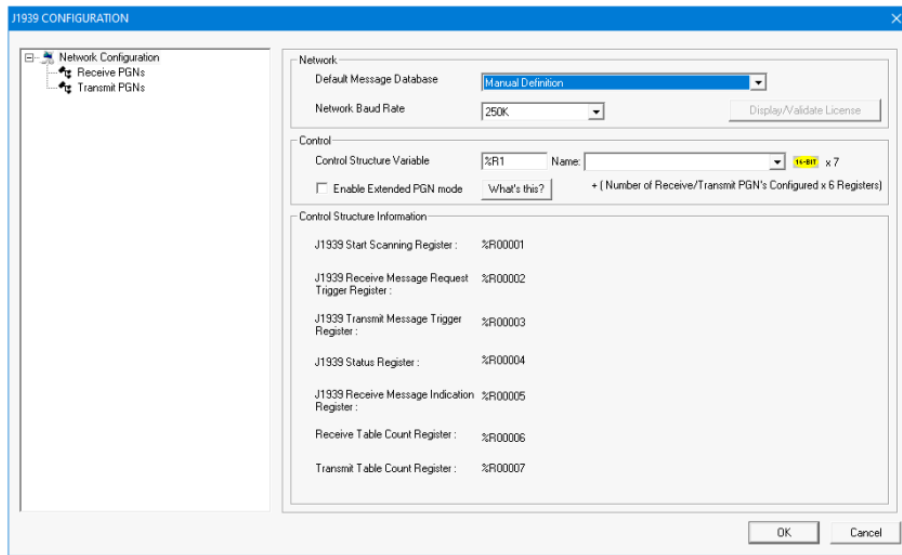 J1939 CONFIGURATION
Network Configuration
Receive PGNs
Transmit PGNs
Network
Default Message Database
Manual Definition
Network Baud Rate
250K
Display/Validate License
Control
Control Structure Variable
%R1
Name:
16-BIT x 7
Enable Extended PGN mode
What's this?
+ ( Number of Receive/Transmit PGN's Configured x 6 Registers)
Control Structure Information
J1939 Start Scanning Register : %R00001
J1939 Receive Message Request %R00002
Trigger Register :
J1939 Transmit Message Trigger %R00003
Register :
J1939 Status Register : %R00004
J1939 Receive Message Indication %R00005
Register :
Receive Table Count Register : %R00006
Transmit Table Count Register : %R00007
OK
Cancel